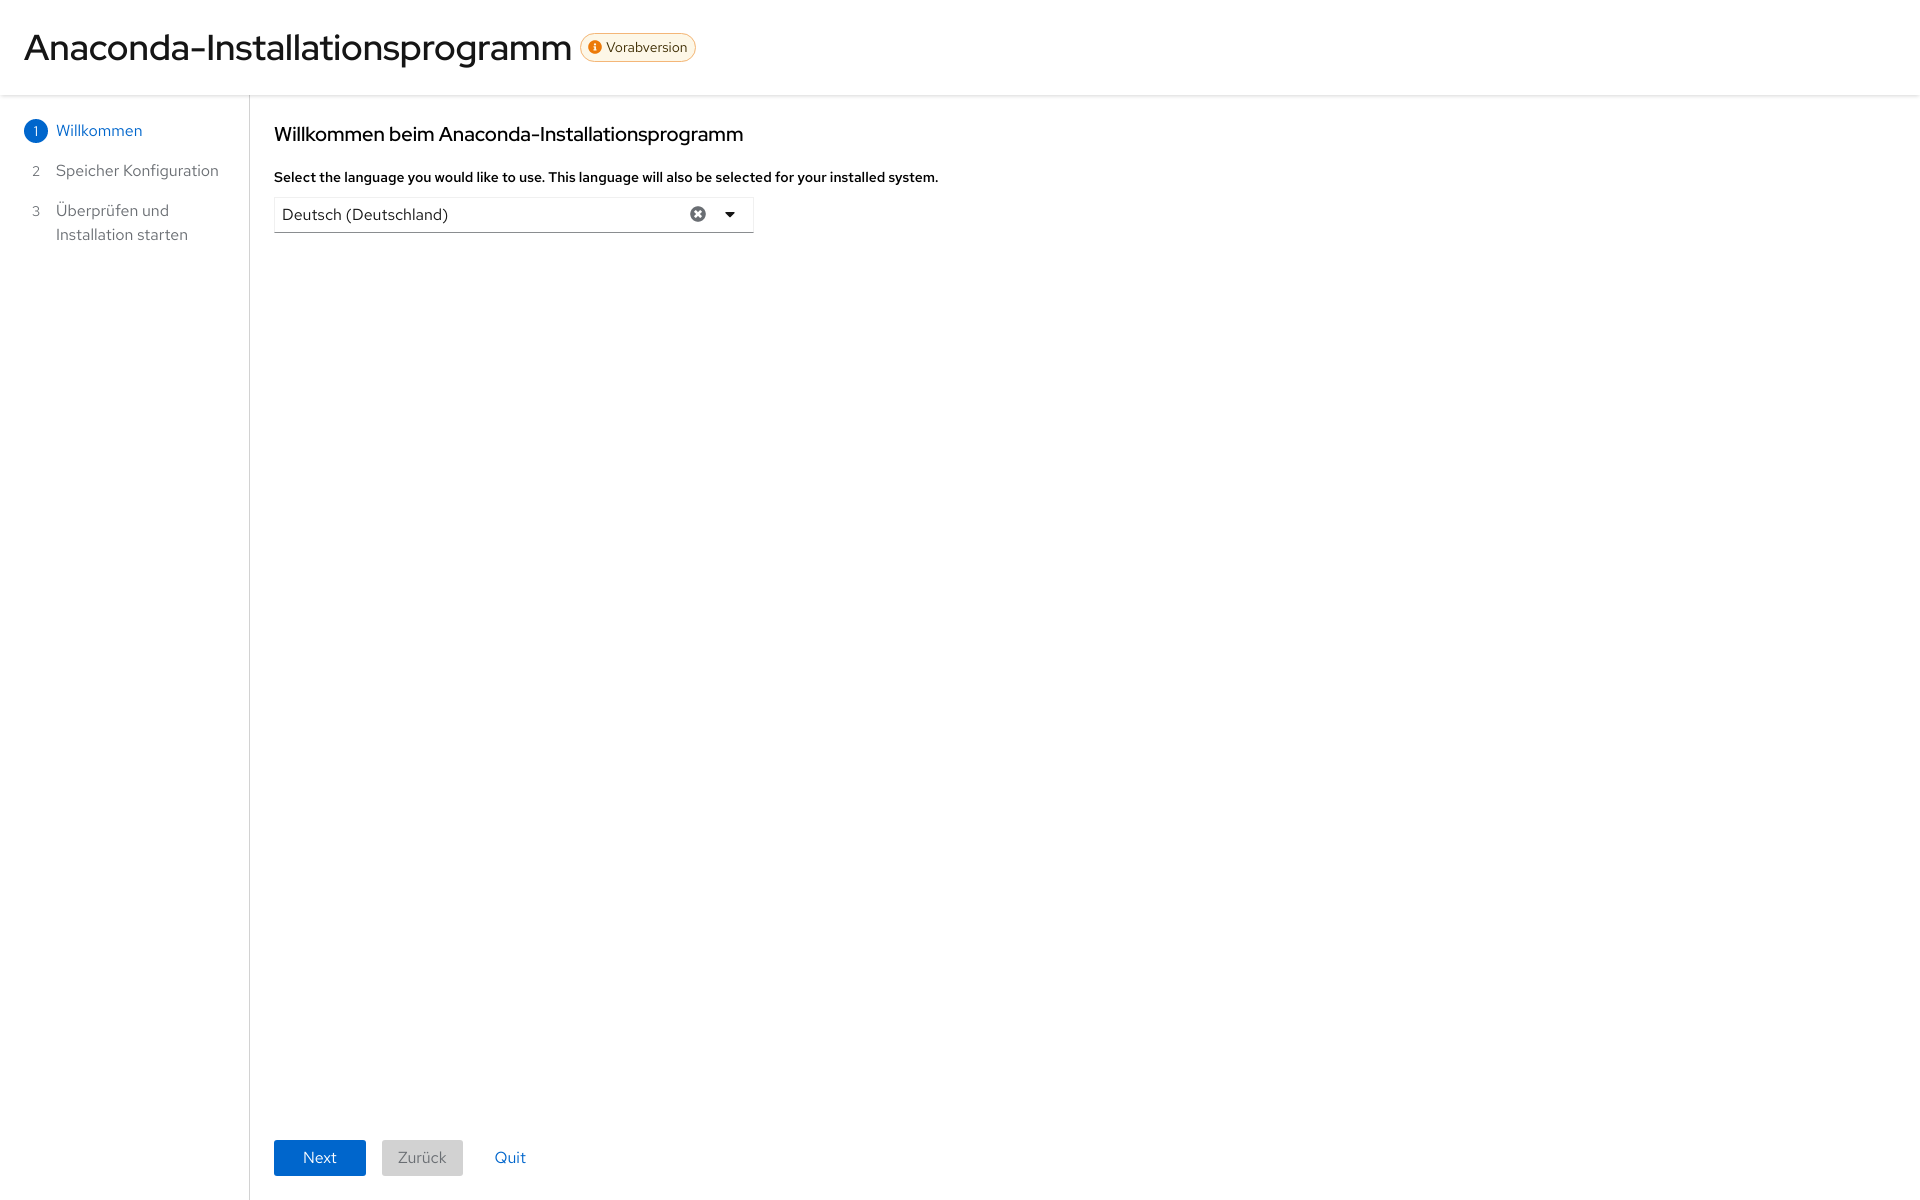 Anaconda-Installationsprogramm
Vorabversion
1 Willkommen
2 Speicher Konfiguration
3 Überprüfen und
Installation starten
Willkommen beim Anaconda-Installationsprogramm
Select the language you would like to use. This language will also be selected for your installed system.
Deutsch (Deutschland)
Next Zurück Quit